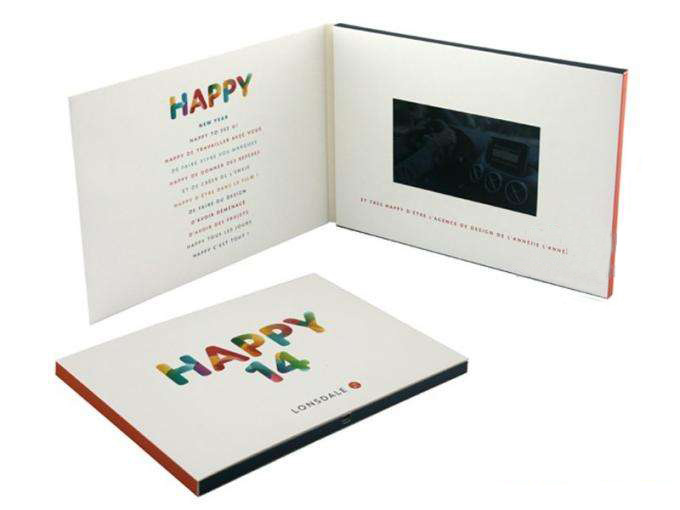 HAPPY
NEW YEAR
HAPPY TO SEE U!
HAPPY DE TRAVAILLER AVEC VOUS
DE FAIRE VIVRE VOS MARQUES
HAPPY DE DONNER DES REPÈRES
ET DE CRÉER DE L'ENVIE
HAPPY D'ÊTRE DANS LE FILM !
DE FAIRE DU DESIGN
D'AVOIR DÉMÉNAGÉ
D'AVOIR DES PROJETS
HAPPY TOUS LES JOURS
HAPPY C'EST TOUT !
ET TRÈS HAPPY D'ÊTRE L'AGENCE DE DESIGN DE L'ANNÉE
HAPPY
14
LONSDALE